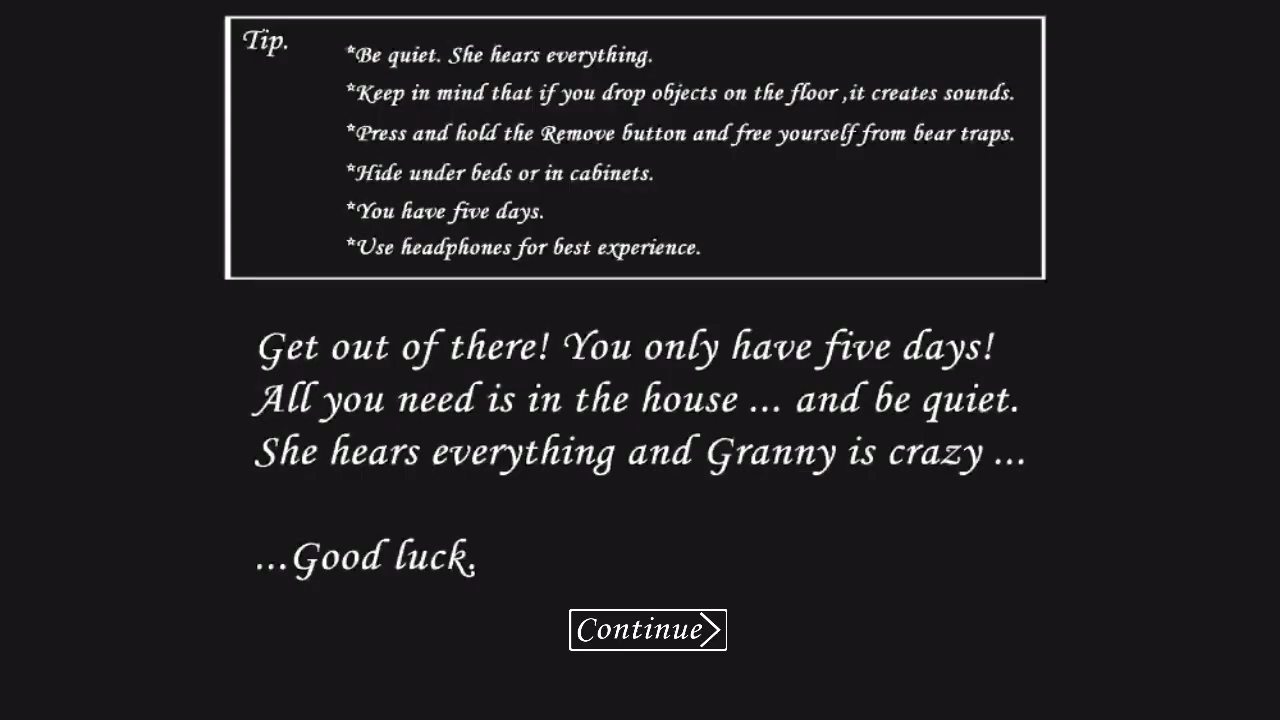 Tip.
*Be quiet. She hears everything.
*Keep in mind that if you drop objects on the floor ,it creates sounds.
*Press and hold the Remove button and free yourself from bear traps.
*Hide under beds or in cabinets.
*You have five days.
*Use headphones for best experience.
Get out of there! You only have five days!
All you need is in the house ... and be quiet.
She hears everything and Granny is crazy ...
...Good luck.
Continue